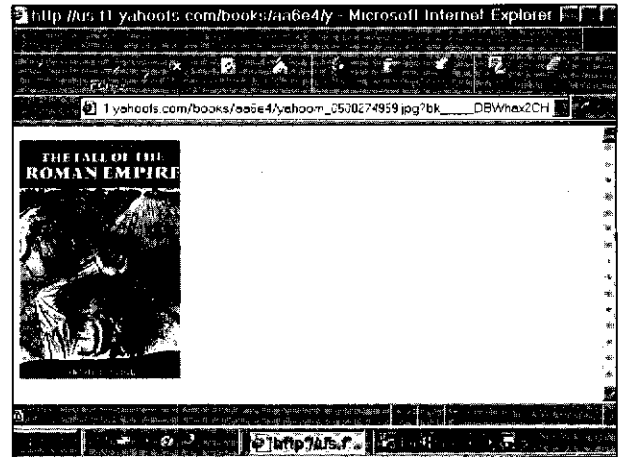 http //us f1 yahoofs com/books/aa6e4/y - Microsoft Internet Explorer
1 yahoofs.com/books/aa6e4/yahoom_0500274959 jpg?bk____DBWhax2CH
THE FALL OF THE
ROMAN EMPIRE
http //us.f